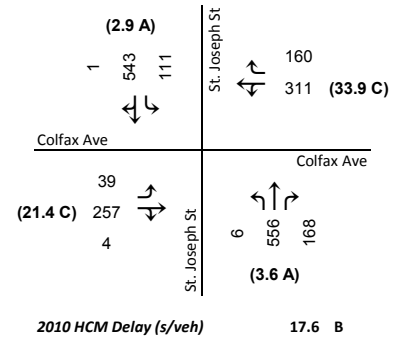 (2.9 A)
1 543 111
St. Joseph St
160
311 (33.9 C)
Colfax Ave
Colfax Ave
39
(21.4 C) 257
4
St. Joseph St
6 556 168
(3.6 A)
2010 HCM Delay (s/veh) 17.6 B